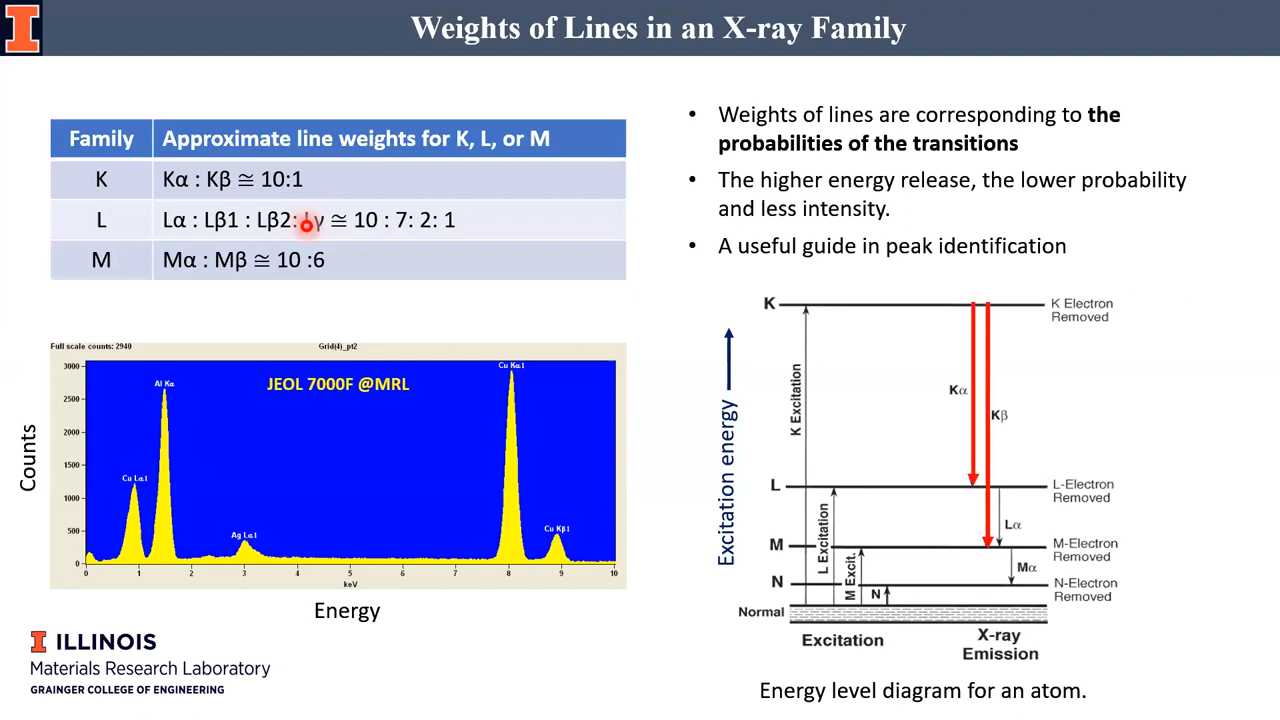 Weights of Lines in an X-ray Family
Family
Approximate line weights for K, L, or M
K
Kα : Kβ ≅ 10:1
L
Lα : Lβ1 : Lβ2: Lγ ≅ 10 : 7: 2: 1
M
Mα : Mβ ≅ 10 :6
• Weights of lines are corresponding to the
probabilities of the transitions
• The higher energy release, the lower probability
and less intensity.
• A useful guide in peak identification
Full scale counts: 2940
Grid(4)_pt2
JEOL 7000F @MRL
Counts
3000
2500
2000
1500
1000
500
0
Cu Lα1
Al Kα
Ag Lα1
Cu Kα1
Cu Kβ1
0
1
2
3
4
5
6
7
8
9
10
keV
Energy
Excitation energy
K
L
M
N
Normal
K Excitation
L Excitation
M Excit.
N
Kα
Kβ
Lα
Mα
K Electron
Removed
L-Electron
Removed
M-Electron
Removed
N-Electron
Removed
Excitation
X-ray
Emission
Energy level diagram for an atom.
I ILLINOIS
Materials Research Laboratory
GRAINGER COLLEGE OF ENGINEERING